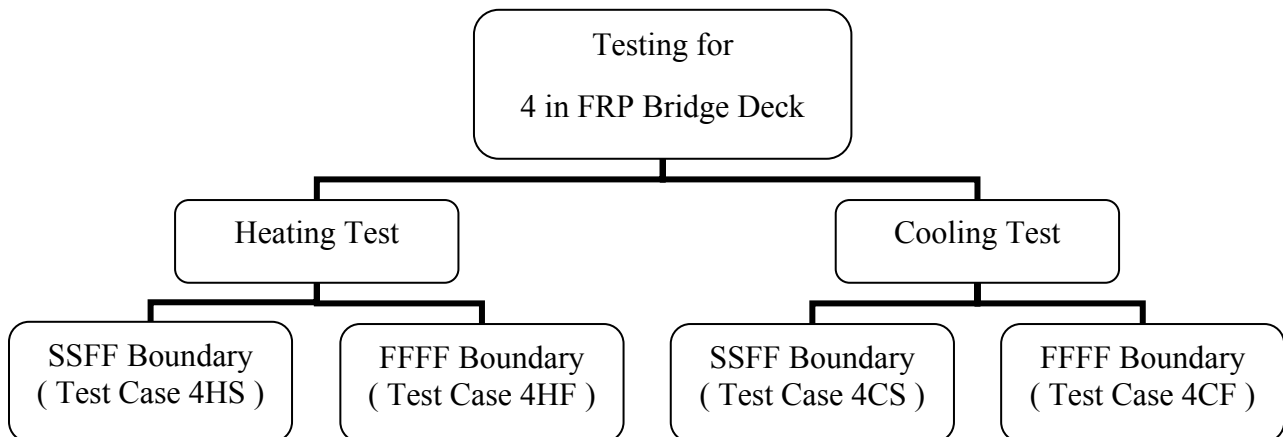 Testing for
4 in FRP Bridge Deck
Heating Test
Cooling Test
SSFF Boundary
( Test Case 4HS )
FFFF Boundary
( Test Case 4HF )
SSFF Boundary
( Test Case 4CS )
FFFF Boundary
( Test Case 4CF )